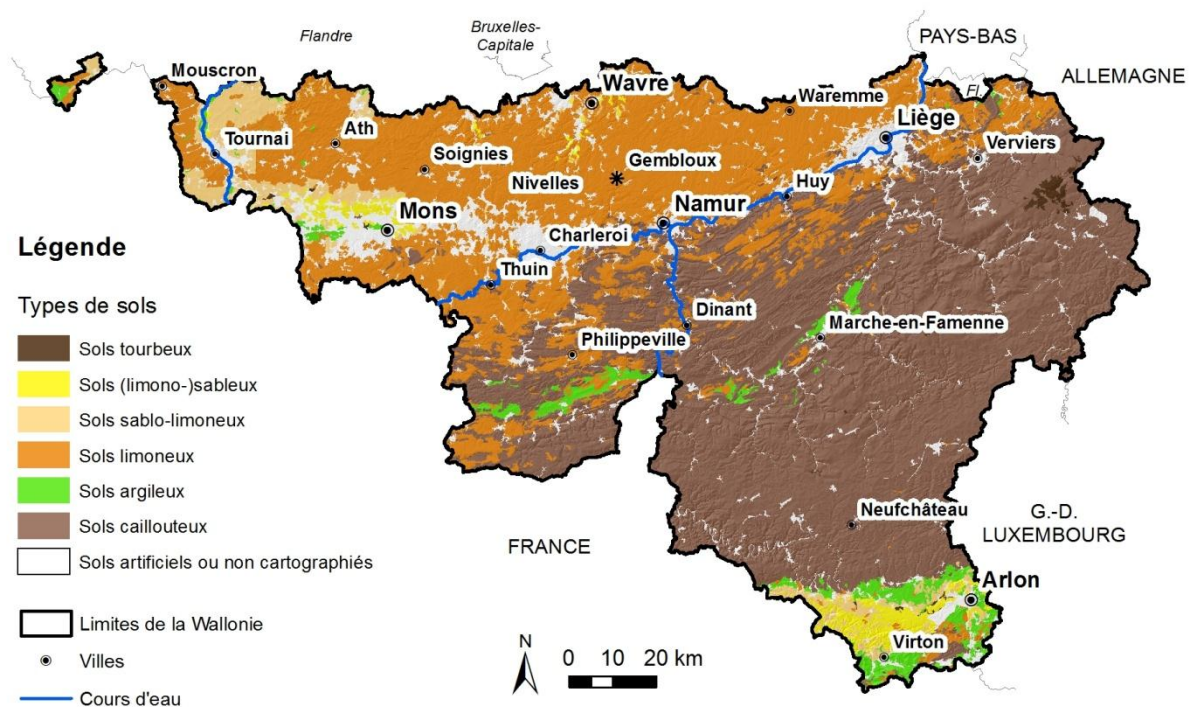 Flandre
Bruxelles-
Capitale
PAYS-BAS
ALLEMAGNE
Mouscron
Wavre
Waremme
Fl.
Liège
Tournai
Ath
Soignies
Gembloux
Verviers
Nivelles
Huy
Mons
Namur
Charleroi
Thuin
Dinant
Marche-en-Famenne
Philippeville
Légende
Types de sols
Sols tourbeux
Sols (limono-)sableux
Sols sablo-limoneux
Sols limoneux
Sols argileux
Sols caillouteux
Sols artificiels ou non cartographiés
Limites de la Wallonie
Villes
Cours d'eau
Neufchâteau
G.-D.
LUXEMBOURG
FRANCE
Arlon
Virton
N
0 10 20 km